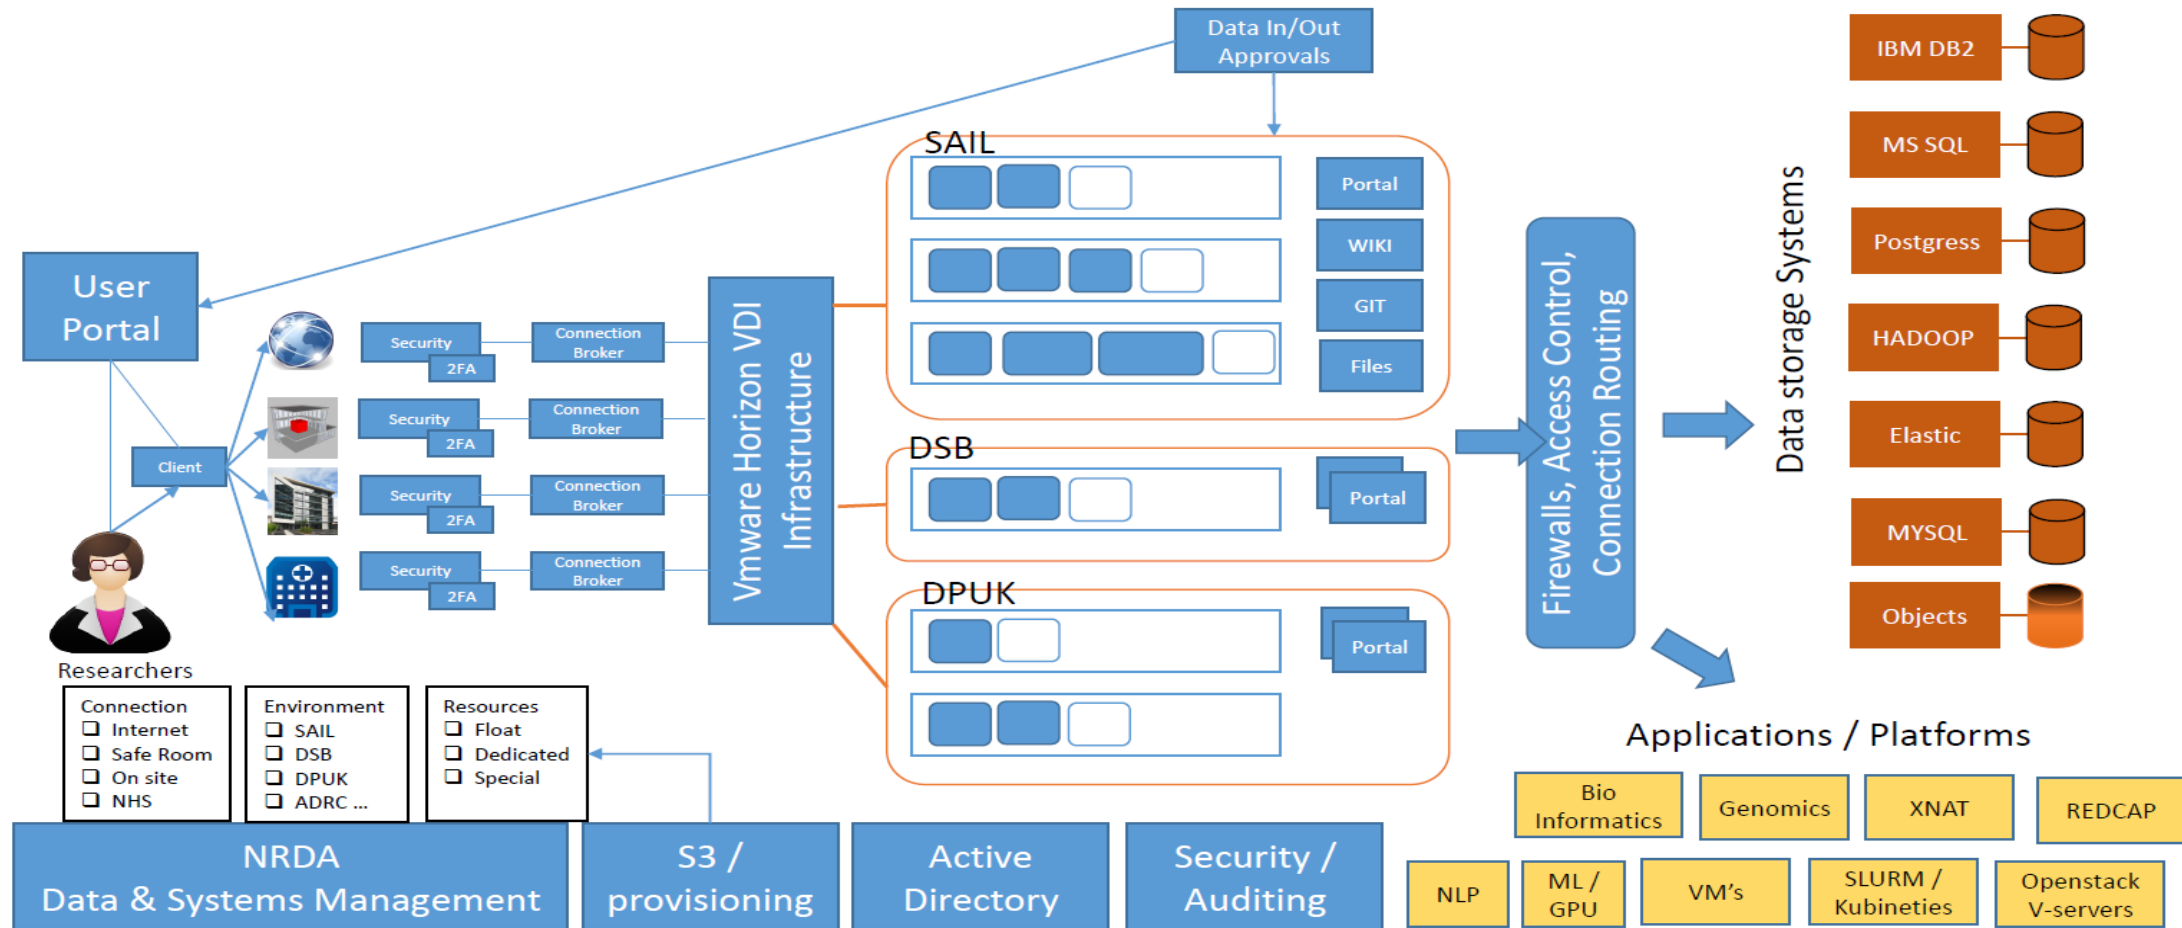 Data In/Out
Approvals
User
Portal
Client
Researchers
Security
2FA
Connection
Broker
Security
2FA
Connection
Broker
Security
2FA
Connection
Broker
Security
2FA
Connection
Broker
Vmware Horizon VDI
Infrastructure
SAIL
Portal
WIKI
GIT
Files
DSB
Portal
DPUK
Portal
Firewalls, Access Control,
Connection Routing
Data storage Systems
IBM DB2
MS SQL
Postgress
HADOOP
Elastic
MYSQL
Objects
Connection
❑ Internet
❑ Safe Room
❑ On site
❑ NHS
Environment
❑ SAIL
❑ DSB
❑ DPUK
❑ ADRC ...
Resources
❑ Float
❑ Dedicated
❑ Special
NRDA
Data & Systems Management
S3 /
provisioning
Active
Directory
Security /
Auditing
Applications / Platforms
Bio
Informatics
Genomics
XNAT
REDCAP
NLP
ML /
GPU
VM's
SLURM /
Kubineties
Openstack
V-servers